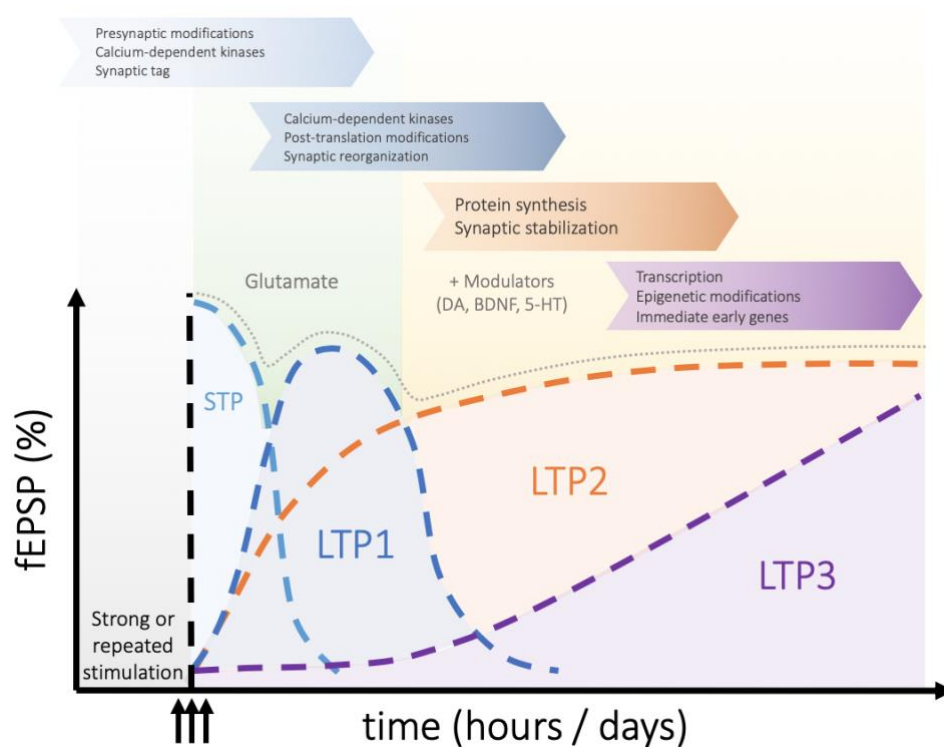 Presynaptic modifications
Calcium-dependent kinases
Synaptic tag
Calcium-dependent kinases
Post-translation modifications
Synaptic reorganization
Protein synthesis
Synaptic stabilization
Glutamate
+ Modulators
(DA, BDNF, 5-HT)
Transcription
Epigenetic modifications
Immediate early genes
STP
LTP1
LTP2
LTP3
fEPSP (%)
Strong or
repeated
stimulation
time (hours / days)